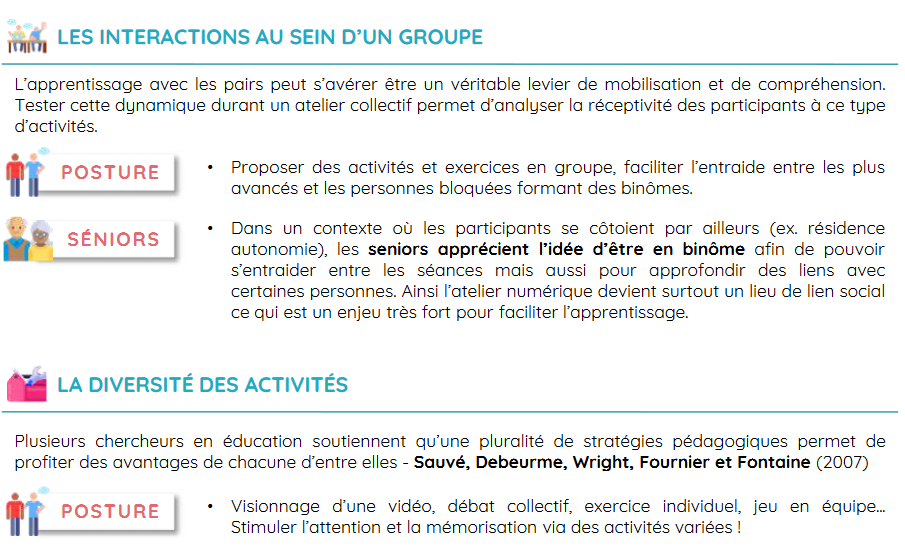 LES INTERACTIONS AU SEIN D'UN GROUPE
L'apprentissage avec les pairs peut s'avérer être un véritable levier de mobilisation et de compréhension.
Tester cette dynamique durant un atelier collectif permet d'analyser la réceptivité des participants à ce type
d'activités.
POSTURE
• Proposer des activités et exercices en groupe, faciliter l'entraide entre les plus
avancés et les personnes bloquées formant des binômes.
SÉNIORS
• Dans un contexte où les participants se côtoient par ailleurs (ex. résidence
autonomie), les seniors apprécient l'idée d'être en binôme afin de pouvoir
s'entraider entre les séances mais aussi pour approfondir des liens avec
certaines personnes. Ainsi l'atelier numérique devient surtout un lieu de lien social
ce qui est un enjeu très fort pour faciliter l'apprentissage.
LA DIVERSITÉ DES ACTIVITÉS
Plusieurs chercheurs en éducation soutiennent qu'une pluralité de stratégies pédagogiques permet de
profiter des avantages de chacune d'entre elles - Sauvé, Debeurme, Wright, Fournier et Fontaine (2007)
POSTURE
• Visionnage d'une vidéo, débat collectif, exercice individuel, jeu en équipe...
Stimuler l'attention et la mémorisation via des activités variées !